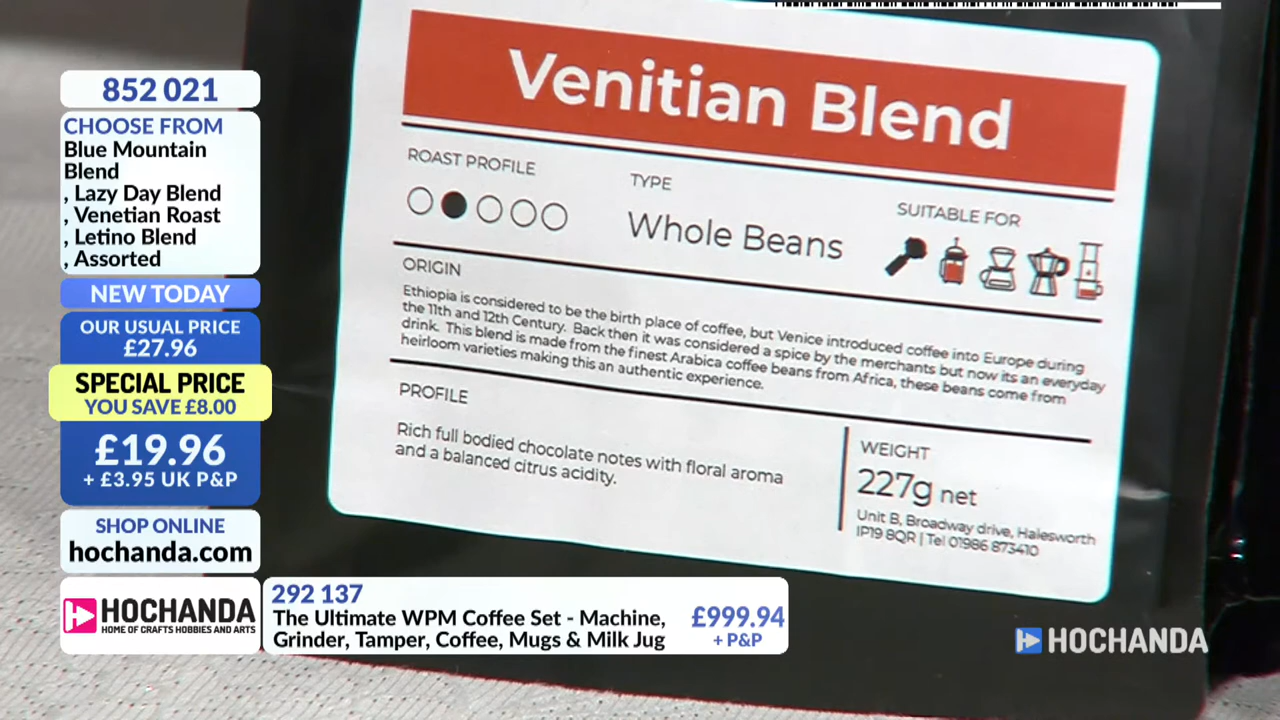 852 021
CHOOSE FROM
Blue Mountain
Blend
, Lazy Day Blend
, Venetian Roast
, Letino Blend
, Assorted
NEW TODAY
OUR USUAL PRICE
£27.96
SPECIAL PRICE
YOU SAVE £8.00
£19.96
+ £3.95 UK P&P
SHOP ONLINE
hochanda.com
HOCHANDA
HOME OF CRAFTS HOBBIES AND ARTS
292 137
The Ultimate WPM Coffee Set - Machine,
Grinder, Tamper, Coffee, Mugs & Milk Jug
£999.94
+ P&P
Venitian Blend
ROAST PROFILE
TYPE
Whole Beans
SUITABLE FOR
ORIGIN
Ethiopia is considered to be the birth place of coffee, but Venice introduced coffee into Europe during
the 11th and 12th Century. Back then it was considered a spice by the merchants but now its an everyday
drink. This blend is made from the finest Arabica coffee beans from Africa, these beans come from
heirloom varieties making this an authentic experience.
PROFILE
Rich full bodied chocolate notes with floral aroma
and a balanced citrus acidity.
WEIGHT
227g net
Unit B, Broadway drive, Halesworth
IP19 8QR | Tel 01986 873410
HOCHANDA